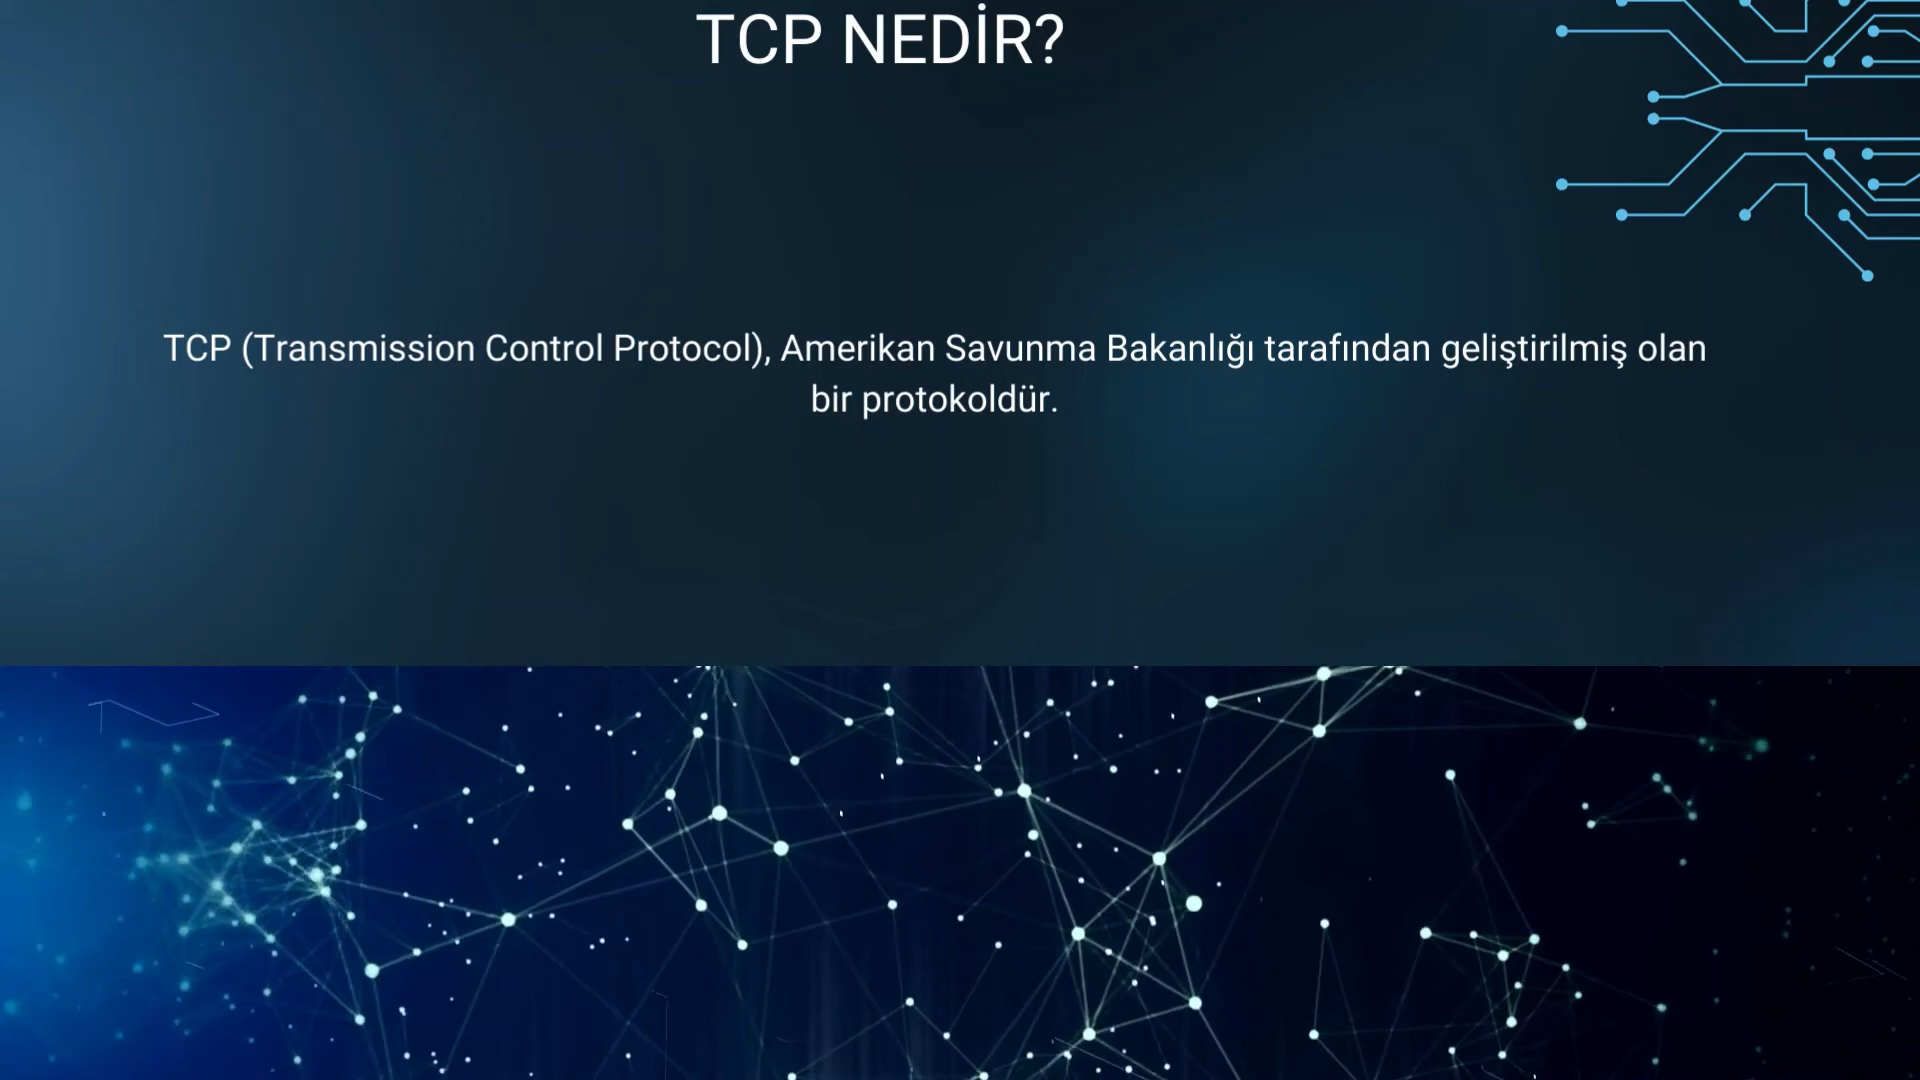 TCP NEDİR?
TCP (Transmission Control Protocol), Amerikan Savunma Bakanlığı tarafından geliştirilmiş olan
bir protokoldür.